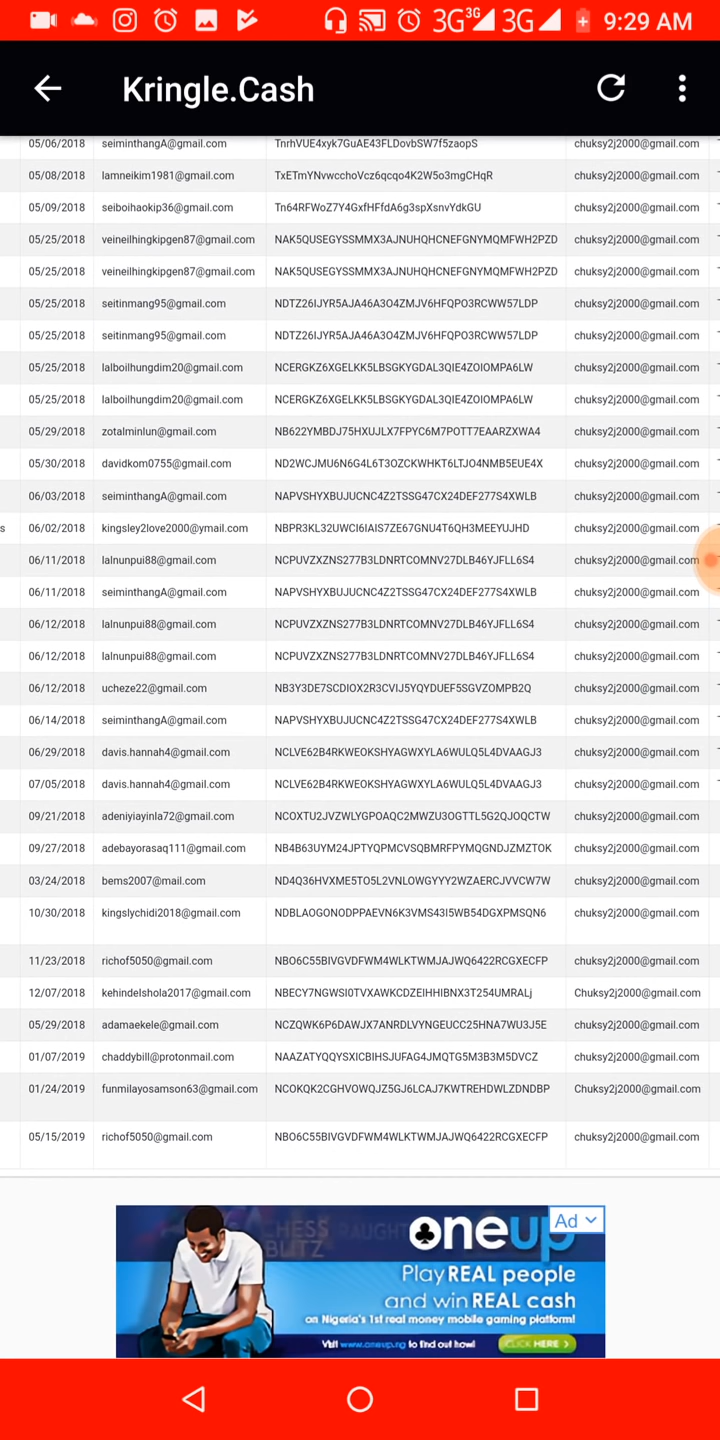 3G 3G 3G 9:29 AM
Kringle.Cash
05/06/2018 seiminthangA@gmail.com TnrhVUE4xyk7GuAE43FLDovbSW7f5zaopS chuksy2j2000@gmail.com
05/08/2018 lamneikim1981@gmail.com TxETmYNvwcchoVcz6qcqo4K2W5o3mgCHqR chuksy2j2000@gmail.com
05/09/2018 seiboihaokip36@gmail.com Tn64RFWoZ7Y4GxfHFfdA6g3spXsnvYdkGU chuksy2j2000@gmail.com
05/25/2018 veineilhingkipgen87@gmail.com NAK5QUSEGYSSMMX3AJNUHQHCNEFGNYMQMFWH2PZD chuksy2j2000@gmail.com
05/25/2018 veineilhingkipgen87@gmail.com NAK5QUSEGYSSMMX3AJNUHQHCNEFGNYMQMFWH2PZD chuksy2j2000@gmail.com
05/25/2018 seitinmang95@gmail.com NDTZ26IJYR5AJA46A3O4ZMJV6HFQPO3RCWW57LDP chuksy2j2000@gmail.com
05/25/2018 seitinmang95@gmail.com NDTZ26IJYR5AJA46A3O4ZMJV6HFQPO3RCWW57LDP chuksy2j2000@gmail.com
05/25/2018 lalboilhungdim20@gmail.com NCERGKZ6XGELKK5LBSGKYGDAL3QIE4ZOIOMPA6LW chuksy2j2000@gmail.com
05/25/2018 lalboilhungdim20@gmail.com NCERGKZ6XGELKK5LBSGKYGDAL3QIE4ZOIOMPA6LW chuksy2j2000@gmail.com
05/29/2018 zotalminlun@gmail.com NB622YMBDJ75HXUJLX7FPYC6M7POTT7EAARZXWA4 chuksy2j2000@gmail.com
05/30/2018 davidkom0755@gmail.com ND2WCJMU6N6G4L6T3OZCKWHKT6LTJO4NMB5EUE4X chuksy2j2000@gmail.com
06/03/2018 seiminthangA@gmail.com NAPVSHYXBUJUCNC4Z2TSSG47CX24DEF277S4XWLB chuksy2j2000@gmail.com
s 06/02/2018 kingsley2love2000@ymail.com NBPR3KL32UWCI6IAIS7ZE67GNU4T6QH3MEEYUJHD chuksy2j2000@gmail.com
06/11/2018 lalnunpui88@gmail.com NCPUVZXZNS277B3LDNRTCOMNV27DLB46YJFLL6S4 chuksy2j2000@gmail.com
06/11/2018 seiminthangA@gmail.com NAPVSHYXBUJUCNC4Z2TSSG47CX24DEF277S4XWLB chuksy2j2000@gmail.com
06/12/2018 lalnunpui88@gmail.com NCPUVZXZNS277B3LDNRTCOMNV27DLB46YJFLL6S4 chuksy2j2000@gmail.com
06/12/2018 lalnunpui88@gmail.com NCPUVZXZNS277B3LDNRTCOMNV27DLB46YJFLL6S4 chuksy2j2000@gmail.com
06/12/2018 ucheze22@gmail.com NB3Y3DE7SCDIOX2R3CVIJ5YQYDUEF5SGVZOMPB2Q chuksy2j2000@gmail.com
06/14/2018 seiminthangA@gmail.com NAPVSHYXBUJUCNC4Z2TSSG47CX24DEF277S4XWLB chuksy2j2000@gmail.com
06/29/2018 davis.hannah4@gmail.com NCLVE62B4RKWEOKSHYAGWXYLA6WULQ5L4DVAAGJ3 chuksy2j2000@gmail.com
07/05/2018 davis.hannah4@gmail.com NCLVE62B4RKWEOKSHYAGWXYLA6WULQ5L4DVAAGJ3 chuksy2j2000@gmail.com
09/21/2018 adeniyiayinla72@gmail.com NCOXTU2JVZWLYGPOAQC2MWZU3OGTTL5G2QJOQCTW chuksy2j2000@gmail.com
09/27/2018 adebayorasaq111@gmail.com NB4B63UYM24JPTYQPMCVSQBMRFPYMQGNDJZMZTOK chuksy2j2000@gmail.com
03/24/2018 bems2007@mail.com ND4Q36HVXME5TO5L2VNLOWGYYY2WZAERCJVVCW7W chuksy2j2000@gmail.com
10/30/2018 kingslychidi2018@gmail.com NDBLAOGONODPPAEVN6K3VMS43I5WB54DGXPMSQN6 chuksy2j2000@gmail.com
11/23/2018 richof5050@gmail.com NBO6C55BIVGVDFWM4WLKTWMJAJWQ6422RCGXECFP chuksy2j2000@gmail.com
12/07/2018 kehindelshola2017@gmail.com NBECY7NGWSI0TVXAWKCDZEIHHIBNX3T254UMRALj Chuksy2j2000@gmail.com
05/29/2018 adamaekele@gmail.com NCZQWK6P6DAWJX7ANRDLVYNGEUCC25HNA7WU3J5E chuksy2j2000@gmail.com
01/07/2019 chaddybill@protonmail.com NAAZATYQQYSXICBIHSJUFAG4JMQTG5M3B3M5DVCZ chuksy2j2000@gmail.com
01/24/2019 funmilayosamson63@gmail.com NCOKQK2CGHVOWQJZ5GJ6LCAJ7KWTREHDWLZDNDBP Chuksy2j2000@gmail.com
05/15/2019 richof5050@gmail.com NBO6C55BIVGVDFWM4WLKTWMJAJWQ6422RCGXECFP chuksy2j2000@gmail.com
CHESS DRAUGHT
BLITZ
oneup
Ad
Play REAL people
and win REAL cash
on Nigeria's 1st real money mobile gaming platform!
Visit www.oneup.ng to find out how!
CLICK HERE >